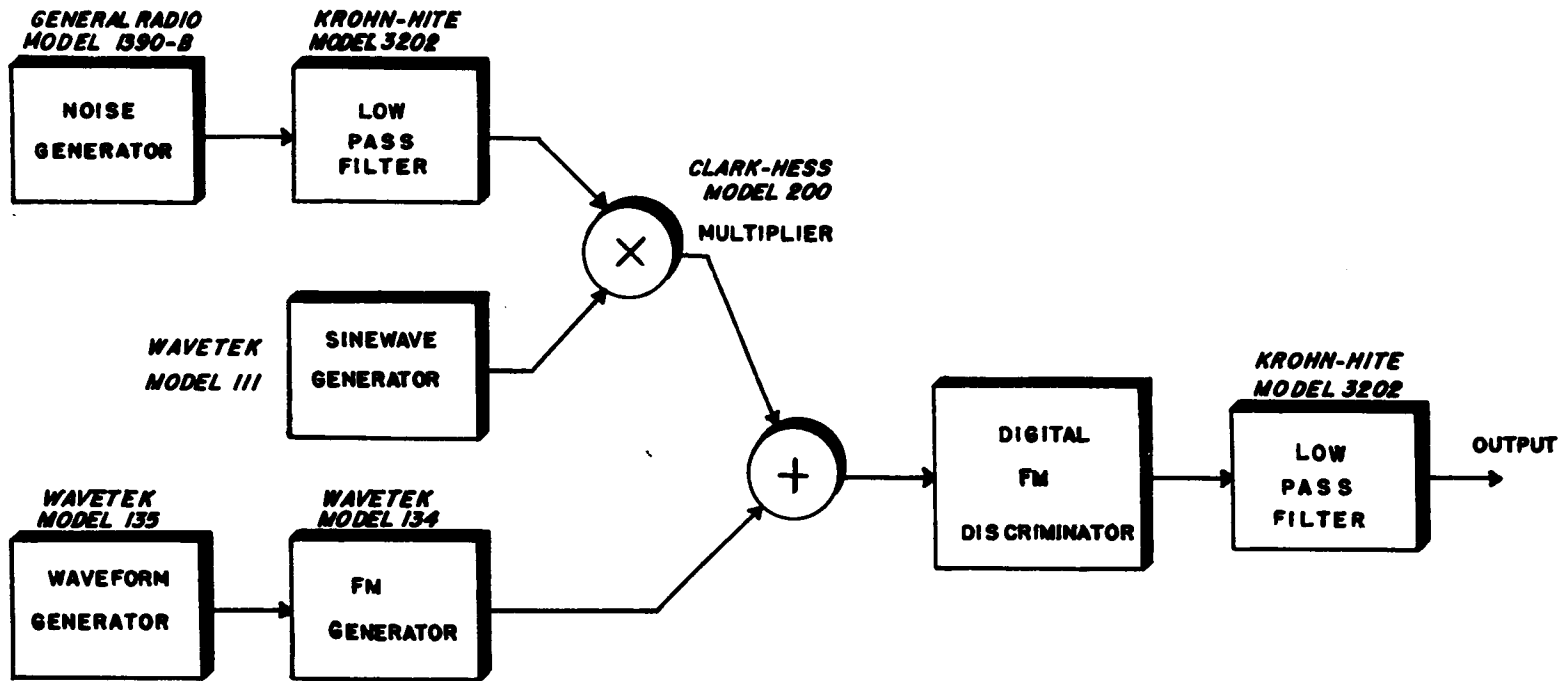 GENERAL RADIO
MODEL 1390-B
NOISE
GENERATOR
KROHN-HITE
MODEL 3202
LOW
PASS
FILTER
×
CLARK-HESS
MODEL 200
MULTIPLIER
WAVETEK
MODEL 111
SINEWAVE
GENERATOR
WAVETEK
MODEL 135
WAVEFORM
GENERATOR
WAVETEK
MODEL 134
FM
GENERATOR
+
DIGITAL
FM
DISCRIMINATOR
KROHN-HITE
MODEL 3202
LOW
PASS
FILTER
OUTPUT